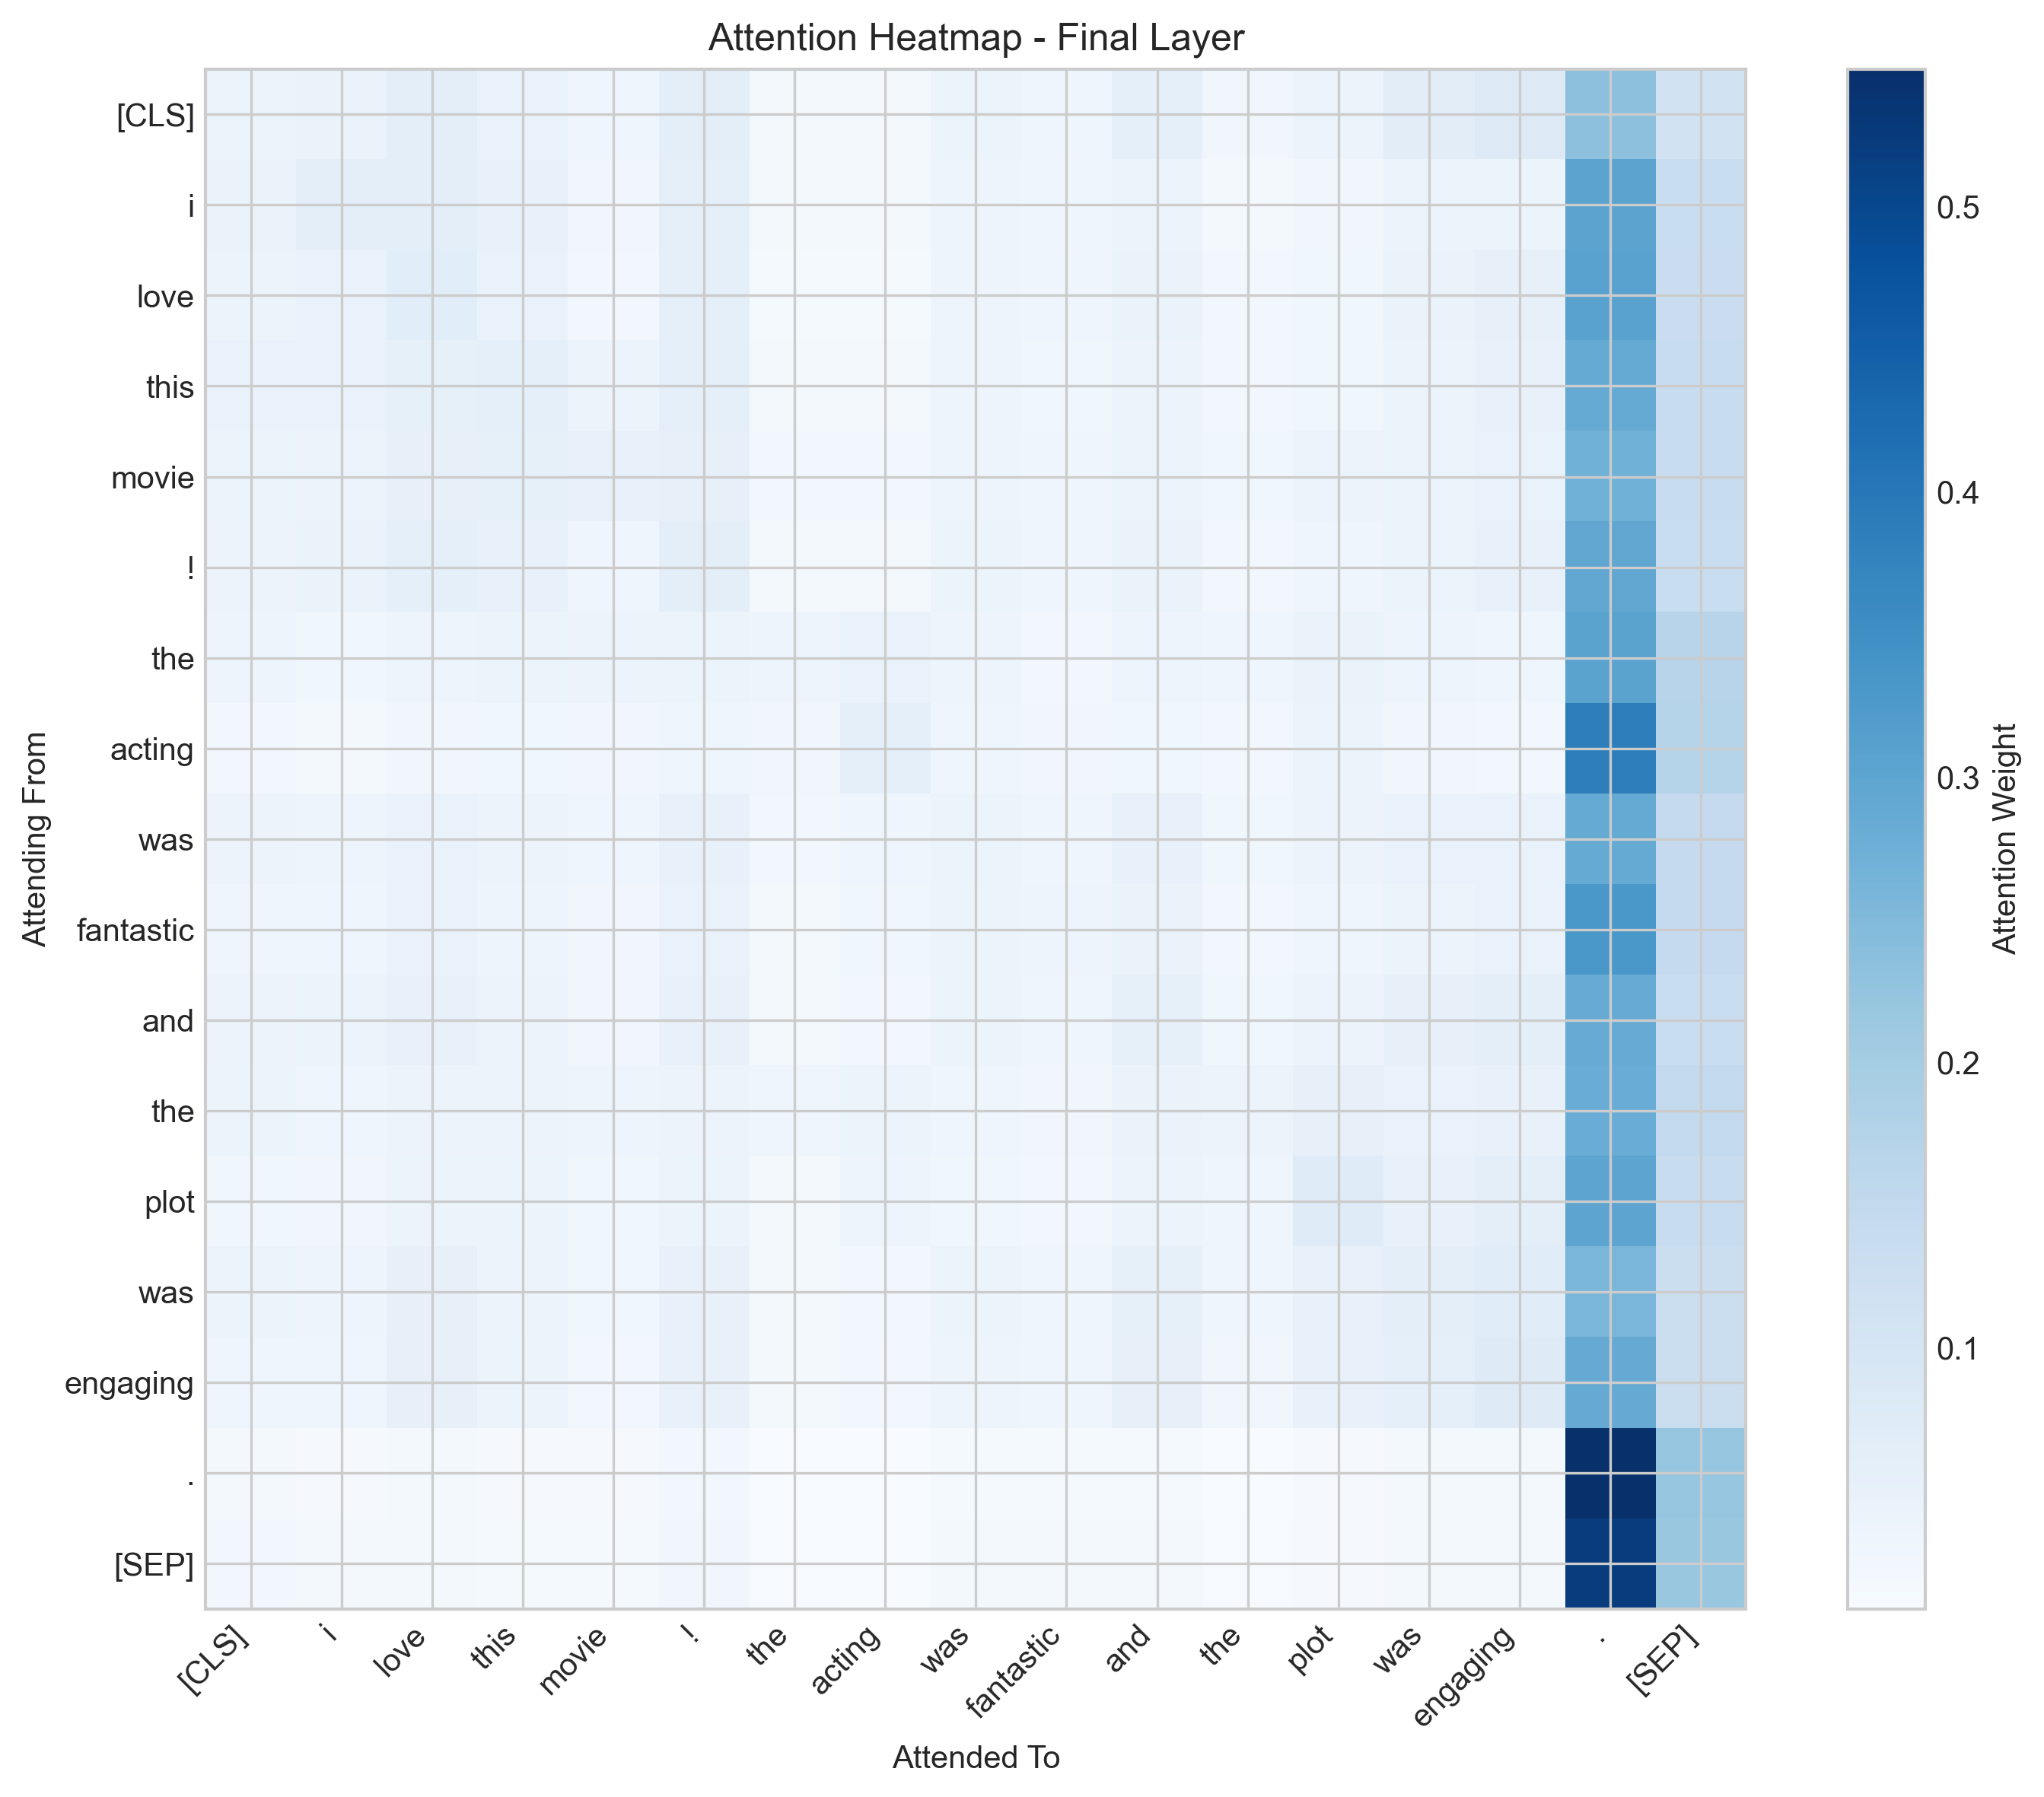 Attention Heatmap - Final Layer
[CLS]
i
love
this
movie
!
the
acting
was
fantastic
and
the
plot
was
engaging
.
[SEP]
Attending From
[CLS]
i
love
this
movie
!
the
acting
was
fantastic
and
the
plot
was
engaging
.
[SEP]
Attended To
0.5
0.4
0.3
0.2
0.1
Attention Weight